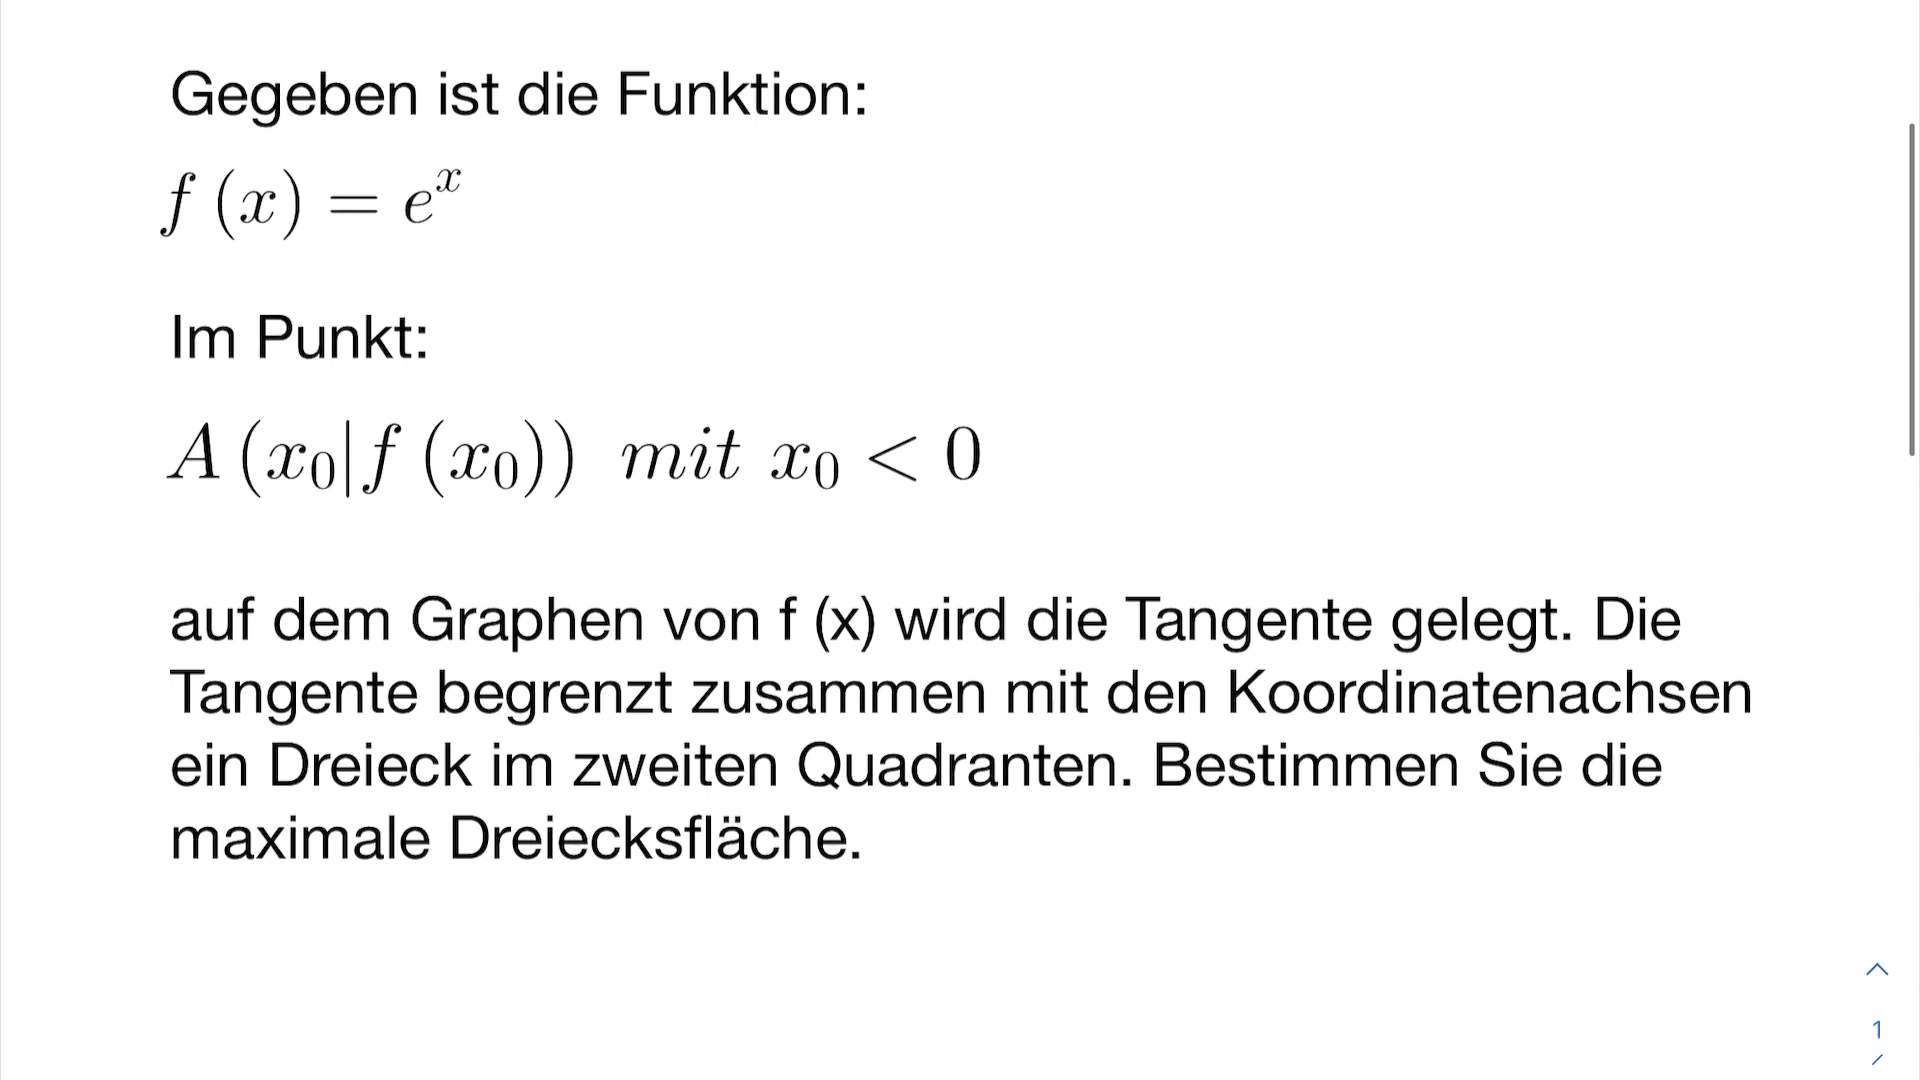 Gegeben ist die Funktion:
f (x) = eˣ
Im Punkt:
A (x₀|f (x₀)) mit x₀ < 0
auf dem Graphen von f (x) wird die Tangente gelegt. Die
Tangente begrenzt zusammen mit den Koordinatenachsen
ein Dreieck im zweiten Quadranten. Bestimmen Sie die
maximale Dreiecksfläche.
1